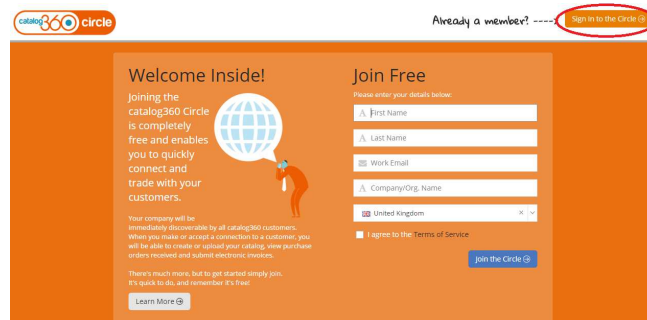 catalog360 circle
Already a member? ----> Sign In to the Circle
Welcome Inside!
Joining the
catalog360 Circle
is completely
free and enables
you to quickly
connect and
trade with your
customers.
Your company will be
immediately discoverable by all catalog360 customers.
When you make or accept a connection to a customer, you
will be able to create or upload your catalog, view purchase
orders received and submit electronic invoices.
There's much more, but to get started simply join.
It's quick to do, and remember it's free!
Learn More
Join Free
Please enter your details below:
First Name
Last Name
Work Email
Company/Org. Name
United Kingdom
I agree to the Terms of Service
Join the Circle